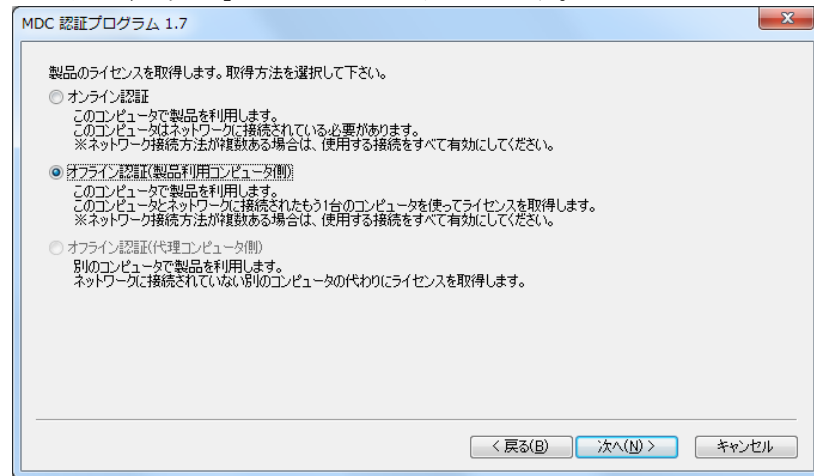 MDC 認証プログラム 1.7
製品のライセンスを取得します。取得方法を選択して下さい。
オンライン認証
このコンピュータで製品を利用します。
このコンピュータはネットワークに接続されている必要があります。
※ネットワーク接続方法が複数ある場合は、使用する接続をすべて有効にしてください。
オフライン認証(製品利用コンピュータ側)
このコンピュータで製品を利用します。
このコンピュータとネットワークに接続されたもう1台のコンピュータを使ってライセンスを取得します。
※ネットワーク接続方法が複数ある場合は、使用する接続をすべて有効にしてください。
オフライン認証(代理コンピュータ側)
別のコンピュータで製品を利用します。
ネットワークに接続されていない別のコンピュータの代わりにライセンスを取得します。
< 戻る(B) 次へ(N) > キャンセル